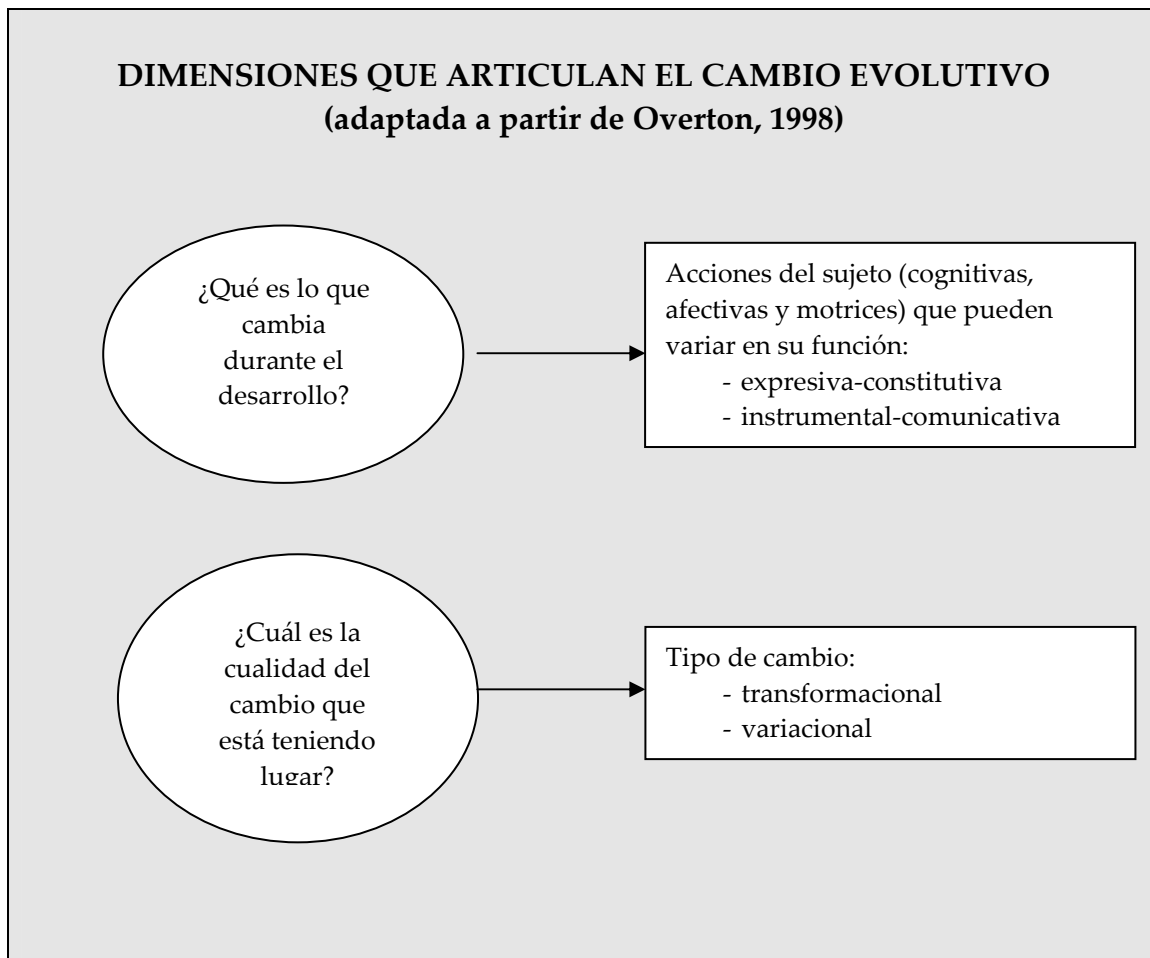 DIMENSIONES QUE ARTICULAN EL CAMBIO EVOLUTIVO
(adaptada a partir de Overton, 1998)
¿Qué es lo que
cambia
durante el
desarrollo?
Acciones del sujeto (cognitivas,
afectivas y motrices) que pueden
variar en su función:
- expresiva-constitutiva
- instrumental-comunicativa
¿Cuál es la
cualidad del
cambio que
está teniendo
lugar?
Tipo de cambio:
- transformacional
- variacional